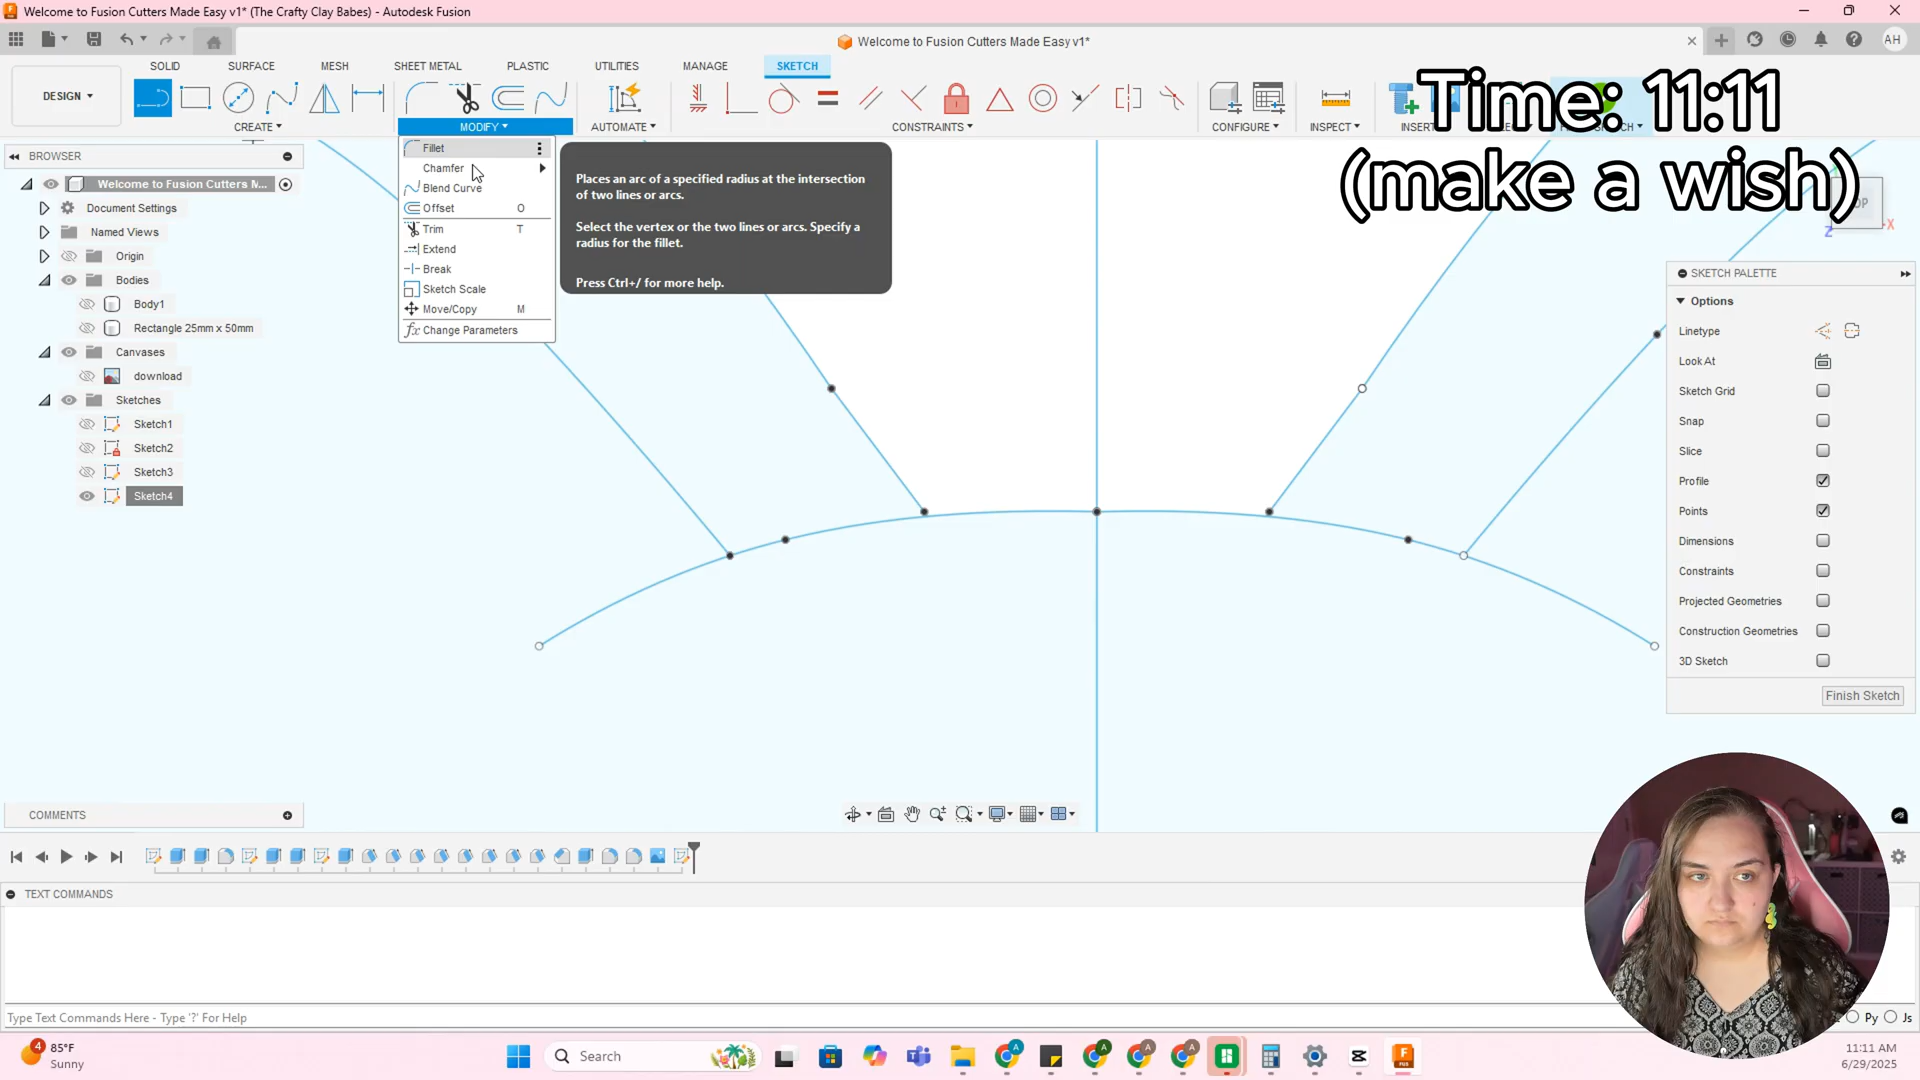 Welcome to Fusion Cutters Made Easy v1* (The Crafty Clay Babes) - Autodesk Fusion
Welcome to Fusion Cutters Made Easy v1*
AH
SOLID
SURFACE
MESH
SHEET METAL
PLASTIC
UTILITIES
MANAGE
SKETCH
DESIGN
CREATE
MODIFY
AUTOMATE
CONSTRAINTS
CONFIGURE
INSPECT
INSERT
Time: 11:11
(make a wish)
BROWSER
Welcome to Fusion Cutters M...
Document Settings
Named Views
Origin
Bodies
Body1
Rectangle 25mm x 50mm
Canvases
download
Sketches
Sketch1
Sketch2
Sketch3
Sketch4
Fillet
Chamfer
Blend Curve
Offset O
Trim T
Extend
Break
Sketch Scale
Move/Copy M
fx Change Parameters
Places an arc of a specified radius at the intersection
of two lines or arcs.
Select the vertex or the two lines or arcs. Specify a
radius for the fillet.
Press Ctrl+/ for more help.
X
Z
SKETCH PALETTE
Options
Linetype
Look At
Sketch Grid
Snap
Slice
Profile
Points
Dimensions
Constraints
Projected Geometries
Construction Geometries
3D Sketch
Finish Sketch
COMMENTS
TEXT COMMANDS
Type Text Commands Here - Type '?' For Help
Py
Js
4
85°F
Sunny
Search
11:11 AM
6/29/2025